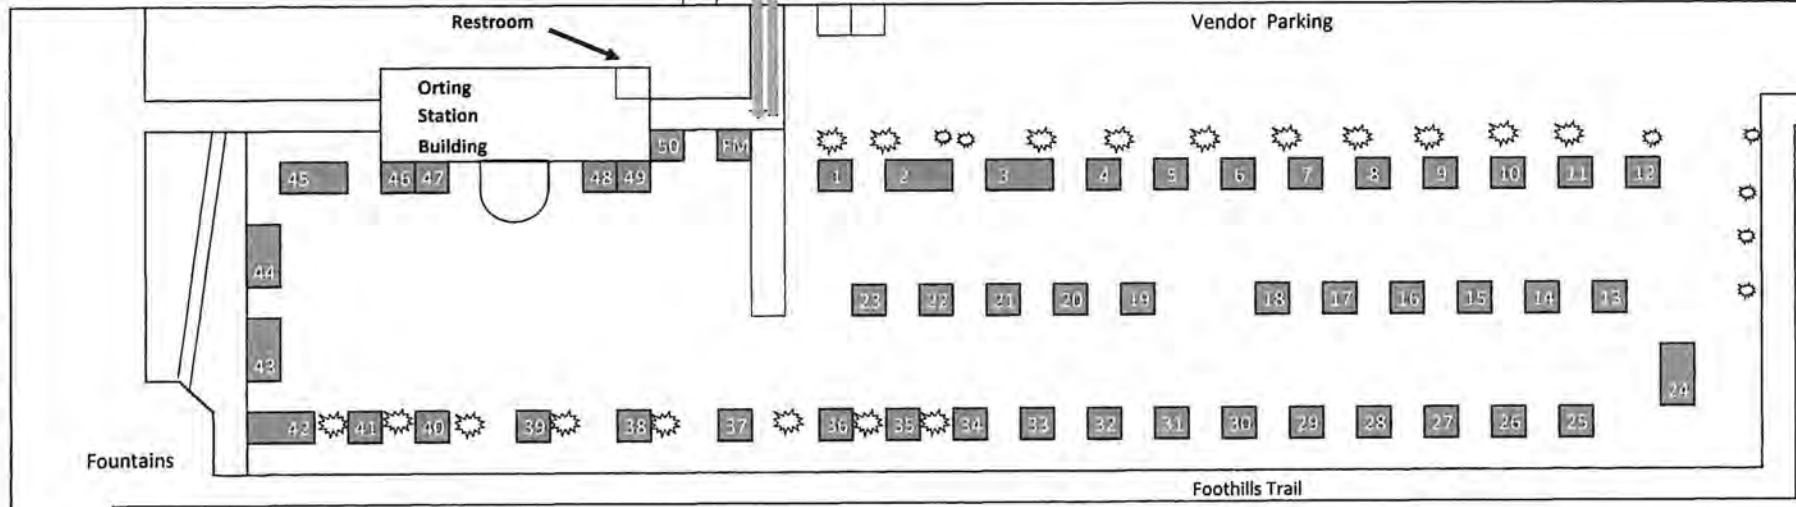 Restroom
Vendor Parking
Orting
Station
Building
50
FM
45
46 47
48 49
1 2 3 4 5 6 7 8 9 10 11 12
44
23 22 21 20 19 18 17 16 15 14 13
43
24
42 41 40 39 38 37 36 35 34 33 32 31 30 29 28 27 26 25
Fountains
Foothills Trail